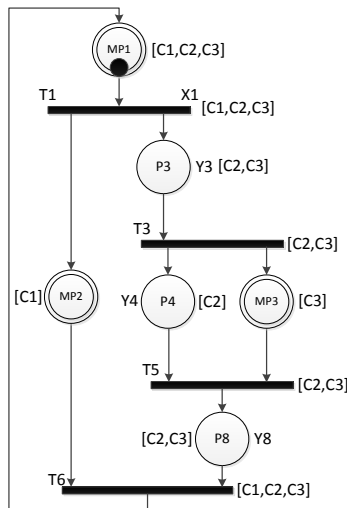 MP1 [C1,C2,C3]
T1 X1 [C1,C2,C3]
P3 Y3 [C2,C3]
T3 [C2,C3]
[C1] MP2 Y4 P4 [C2] MP3 [C3]
T5 [C2,C3]
[C2,C3] P8 Y8
T6 [C1,C2,C3]